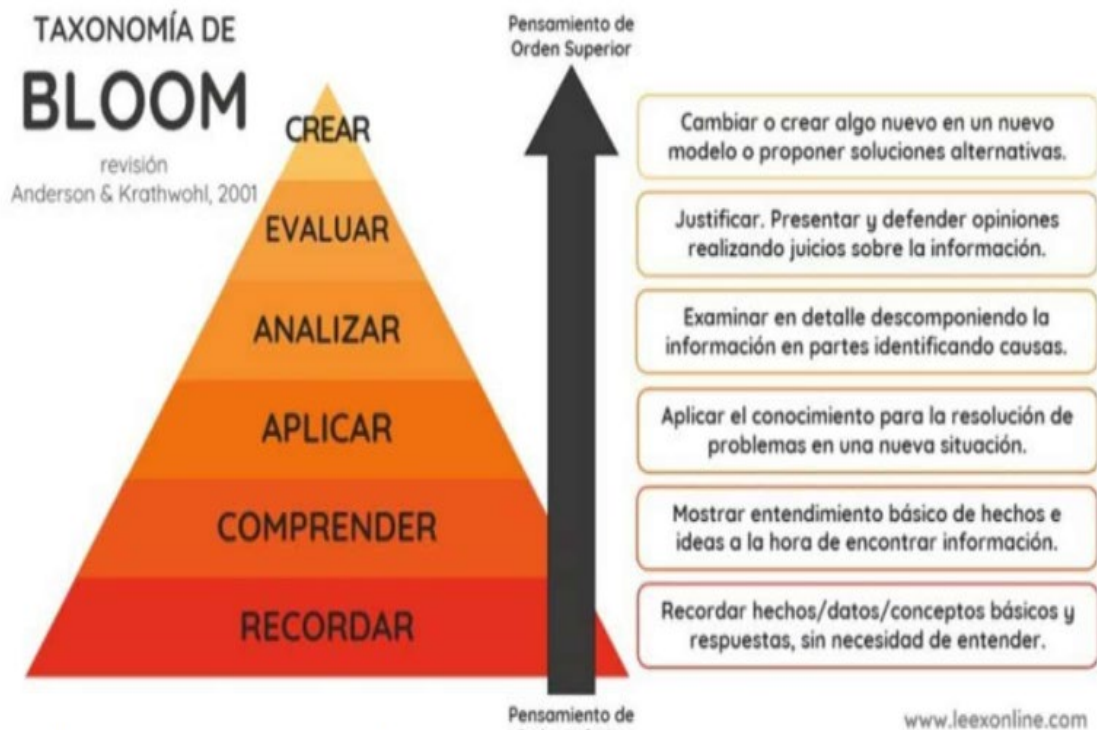 TAXONOMÍA DE
BLOOM
revisión
Anderson & Krathwohl, 2001
CREAR
EVALUAR
ANALIZAR
APLICAR
COMPRENDER
RECORDAR
Pensamiento de
Orden Superior
Cambiar o crear algo nuevo en un nuevo
modelo o proponer soluciones alternativas.
Justificar. Presentar y defender opiniones
realizando juicios sobre la información.
Examinar en detalle descomponiendo la
información en partes identificando causas.
Aplicar el conocimiento para la resolución de
problemas en una nueva situación.
Mostrar entendimiento básico de hechos e
ideas a la hora de encontrar información.
Recordar hechos/datos/conceptos básicos y
respuestas, sin necesidad de entender.
Pensamiento de
www.leexonline.com